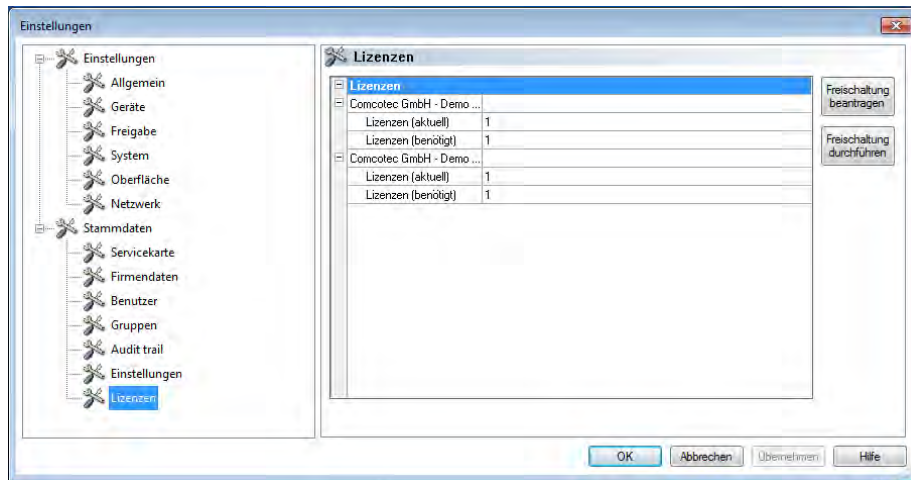 Einstellungen
Einstellungen
Allgemein
Geräte
Freigabe
System
Oberfläche
Netzwerk
Stammdaten
Servicekarte
Firmendaten
Benutzer
Gruppen
Audit trail
Einstellungen
Lizenzen
Lizenzen
Lizenzen
Comcotec GmbH - Demo ...
Lizenzen (aktuell) 1
Lizenzen (benötigt) 1
Comcotec GmbH - Demo ...
Lizenzen (aktuell) 1
Lizenzen (benötigt) 1
Freischaltung
beantragen
Freischaltung
durchführen
OK Abbrechen Übernehmen Hilfe